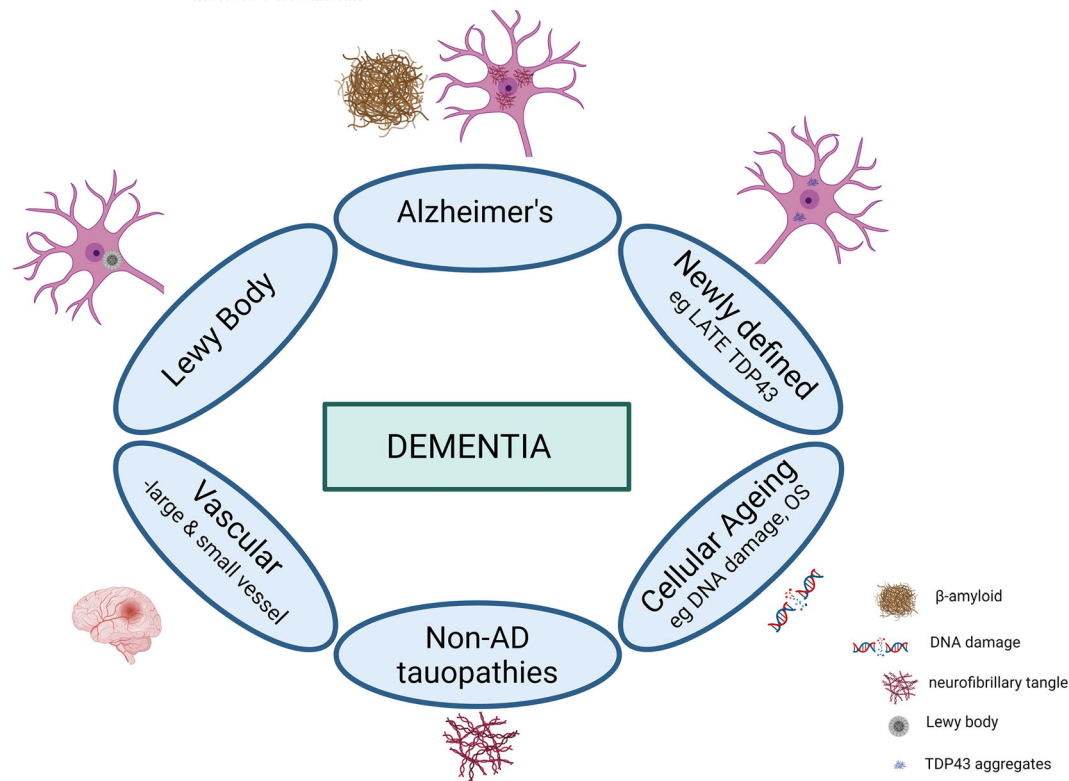 Alzheimer's
Lewy Body
Newly defined
eg LATE TDP43
DEMENTIA
Vascular
-large & small vessel
Cellular Ageing
eg DNA damage, OS
Non-AD
tauopathies
β-amyloid
DNA damage
neurofibrillary tangle
Lewy body
TDP43 aggregates